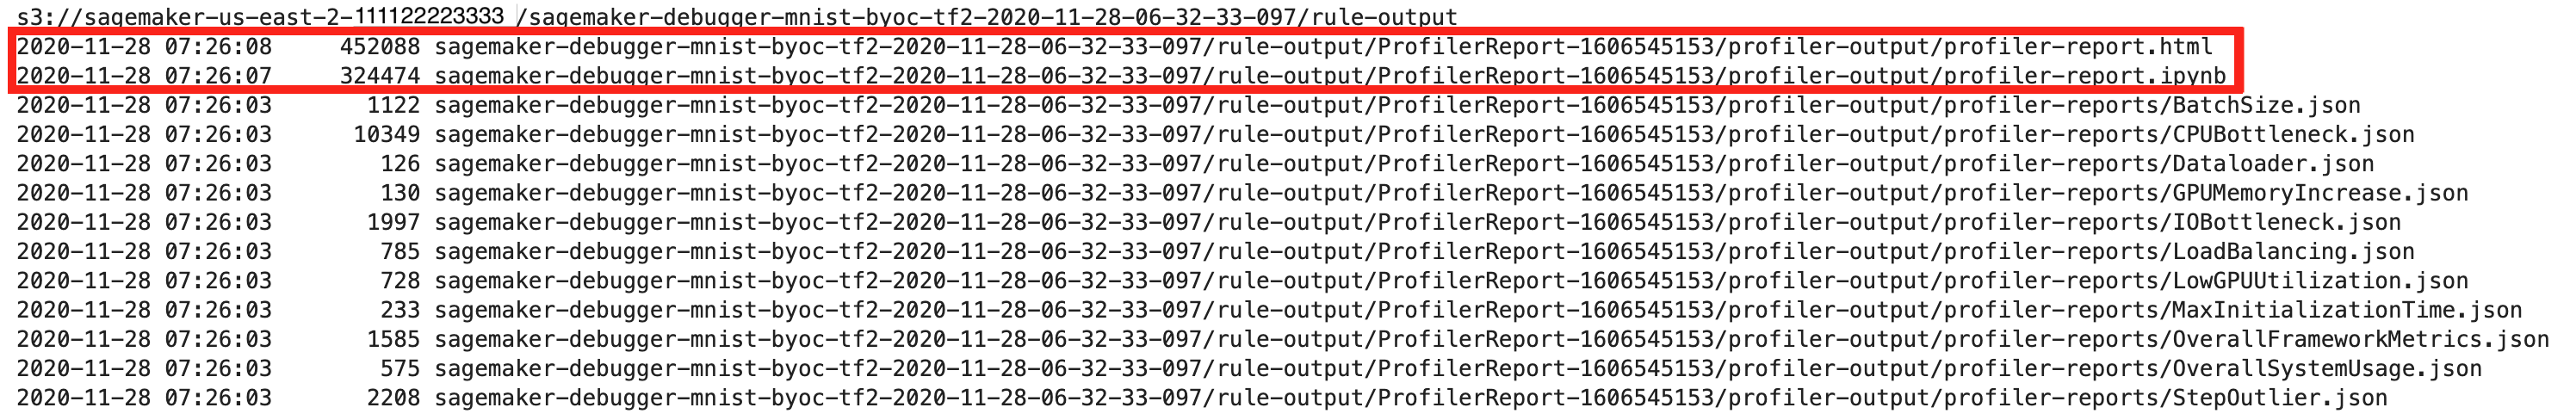 s3://sagemaker-us-east-2-111122223333/sagemaker-debugger-mnist-byoc-tf2-2020-11-28-06-32-33-097/rule-output
2020-11-28 07:26:08     452088 sagemaker-debugger-mnist-byoc-tf2-2020-11-28-06-32-33-097/rule-output/ProfilerReport-1606545153/profiler-output/profiler-report.html
2020-11-28 07:26:07     324474 sagemaker-debugger-mnist-byoc-tf2-2020-11-28-06-32-33-097/rule-output/ProfilerReport-1606545153/profiler-output/profiler-report.ipynb
2020-11-28 07:26:03       1122 sagemaker-debugger-mnist-byoc-tf2-2020-11-28-06-32-33-097/rule-output/ProfilerReport-1606545153/profiler-output/profiler-reports/BatchSize.json
2020-11-28 07:26:03      10349 sagemaker-debugger-mnist-byoc-tf2-2020-11-28-06-32-33-097/rule-output/ProfilerReport-1606545153/profiler-output/profiler-reports/CPUBottleneck.json
2020-11-28 07:26:03        126 sagemaker-debugger-mnist-byoc-tf2-2020-11-28-06-32-33-097/rule-output/ProfilerReport-1606545153/profiler-output/profiler-reports/Dataloader.json
2020-11-28 07:26:03        130 sagemaker-debugger-mnist-byoc-tf2-2020-11-28-06-32-33-097/rule-output/ProfilerReport-1606545153/profiler-output/profiler-reports/GPUMemoryIncrease.json
2020-11-28 07:26:03       1997 sagemaker-debugger-mnist-byoc-tf2-2020-11-28-06-32-33-097/rule-output/ProfilerReport-1606545153/profiler-output/profiler-reports/IOBottleneck.json
2020-11-28 07:26:03        785 sagemaker-debugger-mnist-byoc-tf2-2020-11-28-06-32-33-097/rule-output/ProfilerReport-1606545153/profiler-output/profiler-reports/LoadBalancing.json
2020-11-28 07:26:03        728 sagemaker-debugger-mnist-byoc-tf2-2020-11-28-06-32-33-097/rule-output/ProfilerReport-1606545153/profiler-output/profiler-reports/LowGPUUtilization.json
2020-11-28 07:26:03        233 sagemaker-debugger-mnist-byoc-tf2-2020-11-28-06-32-33-097/rule-output/ProfilerReport-1606545153/profiler-output/profiler-reports/MaxInitializationTime.json
2020-11-28 07:26:03       1585 sagemaker-debugger-mnist-byoc-tf2-2020-11-28-06-32-33-097/rule-output/ProfilerReport-1606545153/profiler-output/profiler-reports/OverallFrameworkMetrics.json
2020-11-28 07:26:03        575 sagemaker-debugger-mnist-byoc-tf2-2020-11-28-06-32-33-097/rule-output/ProfilerReport-1606545153/profiler-output/profiler-reports/OverallSystemUsage.json
2020-11-28 07:26:03       2208 sagemaker-debugger-mnist-byoc-tf2-2020-11-28-06-32-33-097/rule-output/ProfilerReport-1606545153/profiler-output/profiler-reports/StepOutlier.json